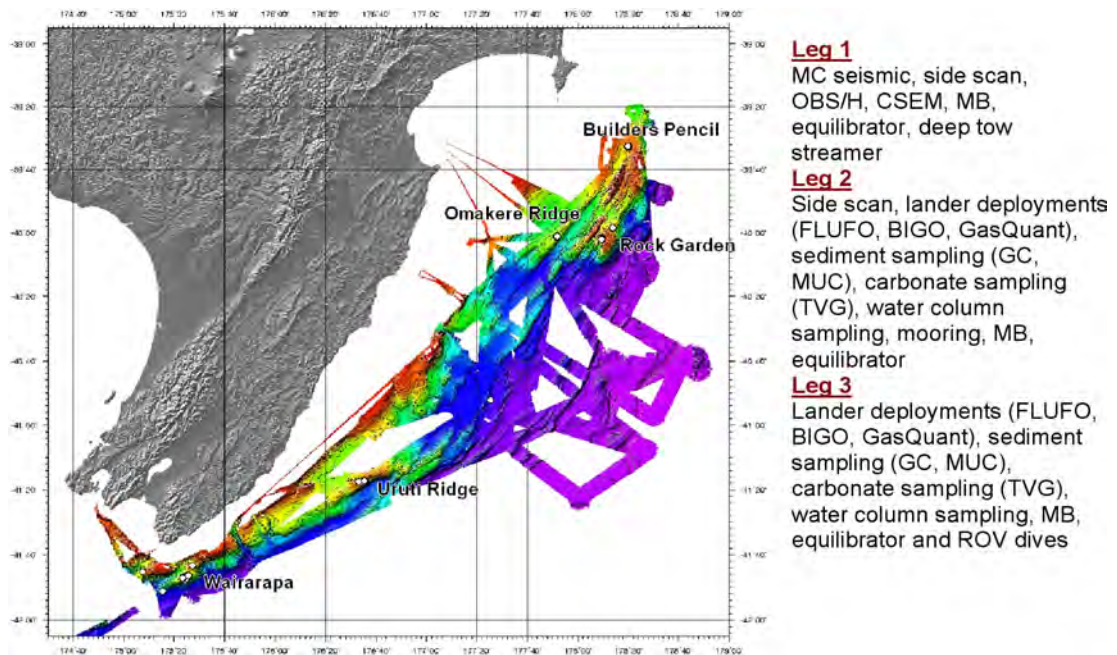 Builders Pencil
Omakere Ridge
Rock Garden
Uruti Ridge
Wairarapa
Leg 1
MC seismic, side scan,
OBS/H, CSEM, MB,
equilibrator, deep tow
streamer
Leg 2
Side scan, lander deployments
(FLUFO, BIGO, GasQuant),
sediment sampling (GC,
MUC), carbonate sampling
(TVG), water column
sampling, mooring, MB,
equilibrator
Leg 3
Lander deployments (FLUFO,
BIGO, GasQuant), sediment
sampling (GC, MUC),
carbonate sampling (TVG),
water column sampling, MB,
equilibrator and ROV dives